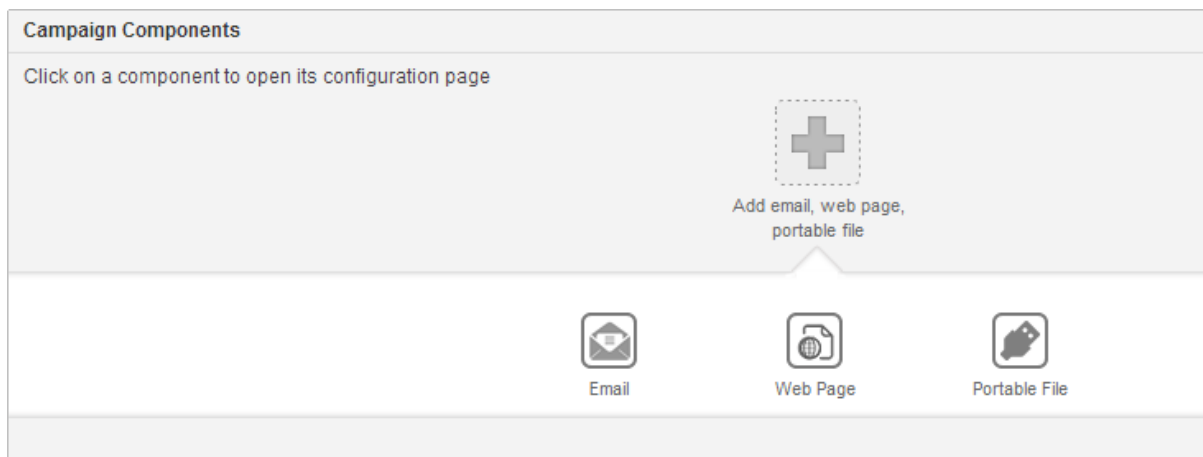 Campaign Components
Click on a component to open its configuration page
Add email, web page,
portable file
Email
Web Page
Portable File